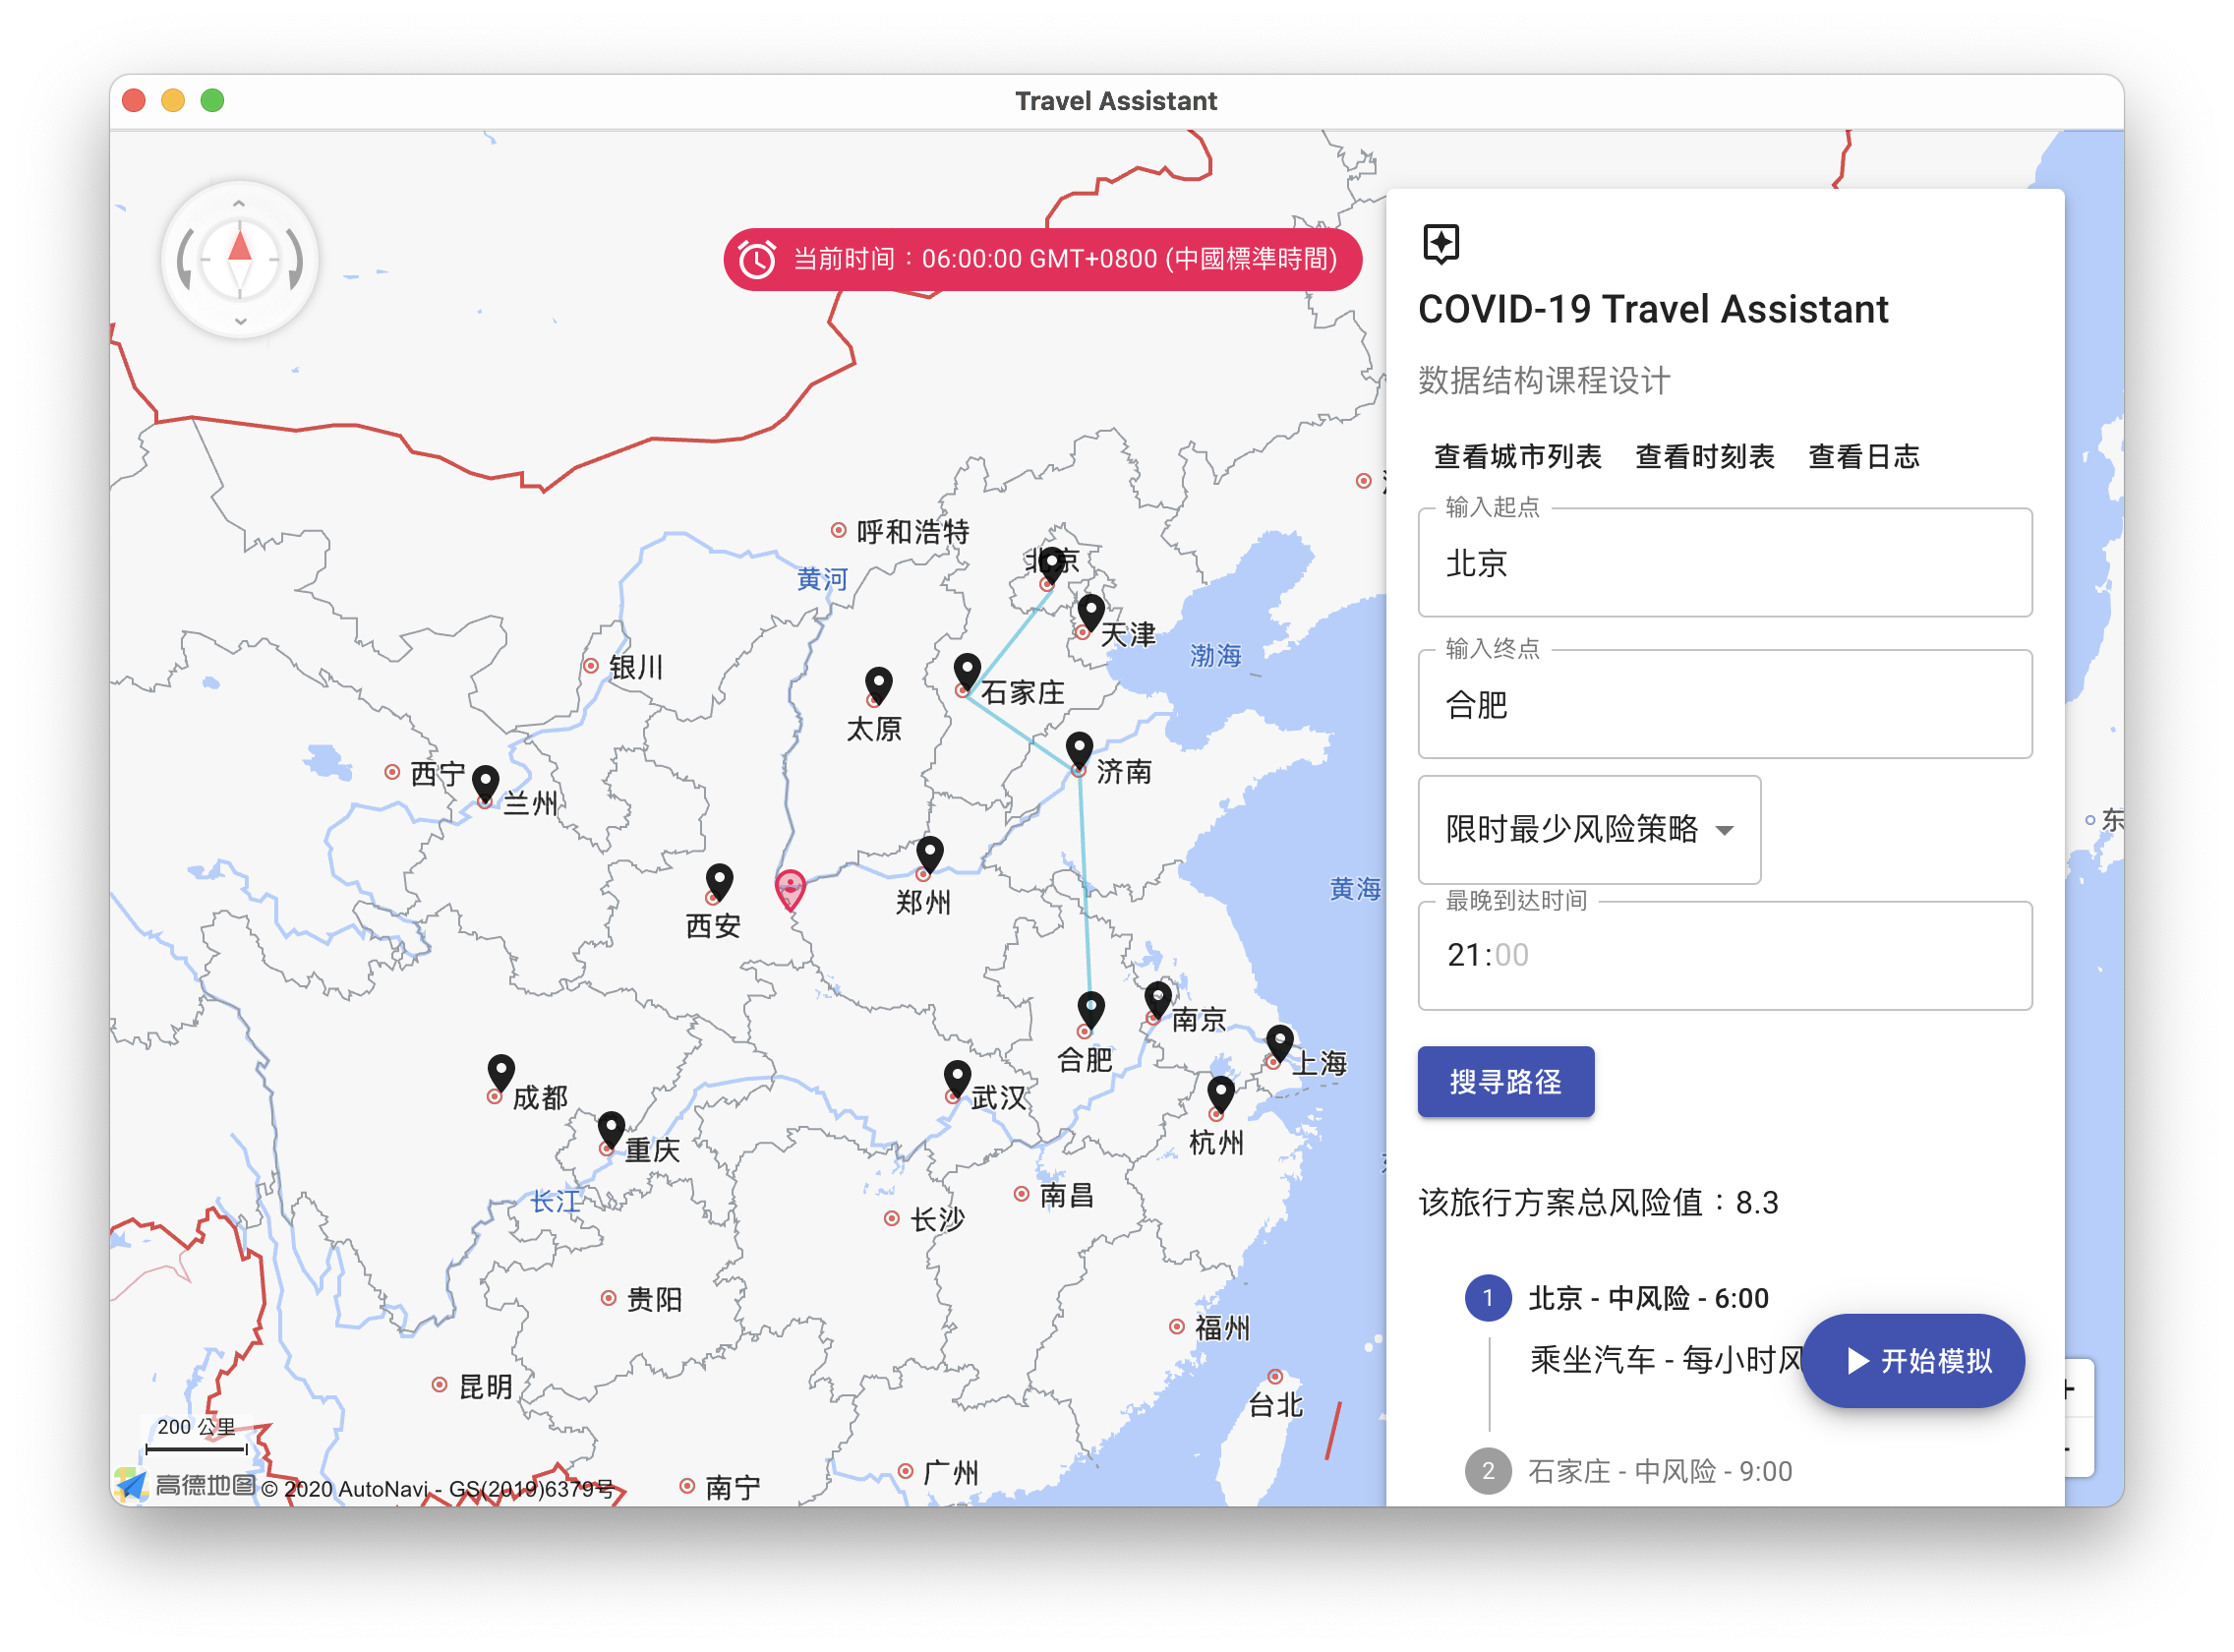 Travel Assistant
当前时间：06:00:00 GMT+0800 (中國標準時間)
呼和浩特
北京
黄河
天津
渤海
银川
石家庄
太原
西宁
兰州
济南
郑州
西安
黄海
南京
合肥
上海
成都
武汉
杭州
重庆
长江
南昌
长沙
贵阳
福州
昆明
台北
广州
南宁
东
200 公里
高德地图 © 2020 AutoNavi - GS(2019)6379号
COVID-19 Travel Assistant
数据结构课程设计
查看城市列表 查看时刻表 查看日志
输入起点
北京
输入终点
合肥
限时最少风险策略
最晚到达时间
21:00
搜寻路径
该旅行方案总风险值：8.3
1 北京 - 中风险 - 6:00
乘坐汽车 - 每小时风
开始模拟
2 石家庄 - 中风险 - 9:00